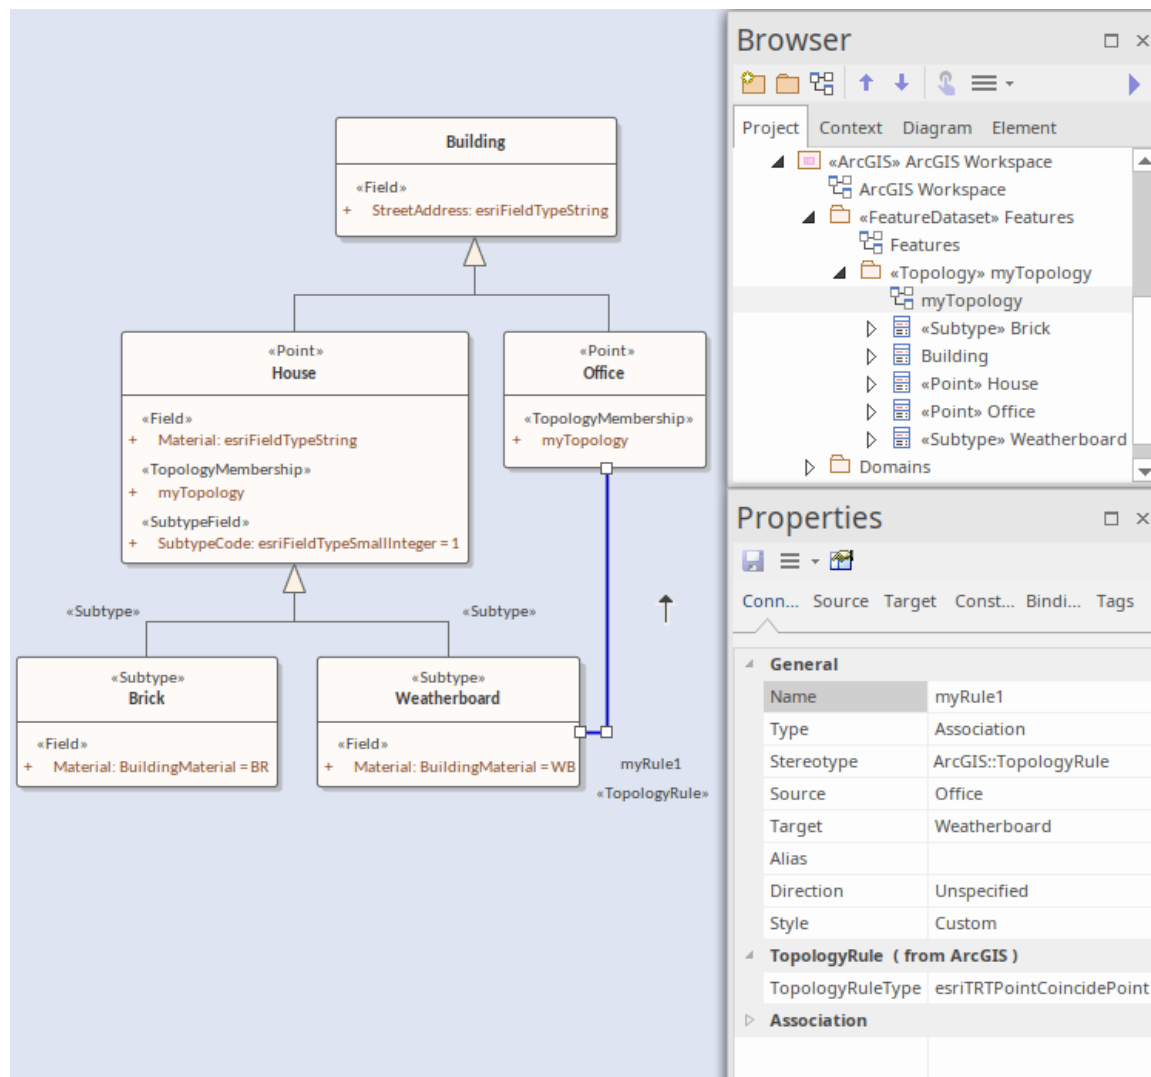 Building
«Field»
+ StreetAddress: esriFieldTypeString
«Point»
House
«Field»
+ Material: esriFieldTypeString
«TopologyMembership»
+ myTopology
«SubtypeField»
+ SubtypeCode: esriFieldTypeSmallInteger = 1
«Point»
Office
«TopologyMembership»
+ myTopology
«Subtype»
«Subtype»
«Subtype»
Brick
«Field»
+ Material: BuildingMaterial = BR
«Subtype»
Weatherboard
«Field»
+ Material: BuildingMaterial = WB
myRule1
«TopologyRule»
Browser
Project Context Diagram Element
«ArcGIS» ArcGIS Workspace
ArcGIS Workspace
«FeatureDataset» Features
Features
«Topology» myTopology
myTopology
«Subtype» Brick
Building
«Point» House
«Point» Office
«Subtype» Weatherboard
Domains
Properties
Conn... Source Target Const... Bindi... Tags
General
Name myRule1
Type Association
Stereotype ArcGIS::TopologyRule
Source Office
Target Weatherboard
Alias
Direction Unspecified
Style Custom
TopologyRule ( from ArcGIS )
TopologyRuleType esriTRTPointCoincidePoint
Association